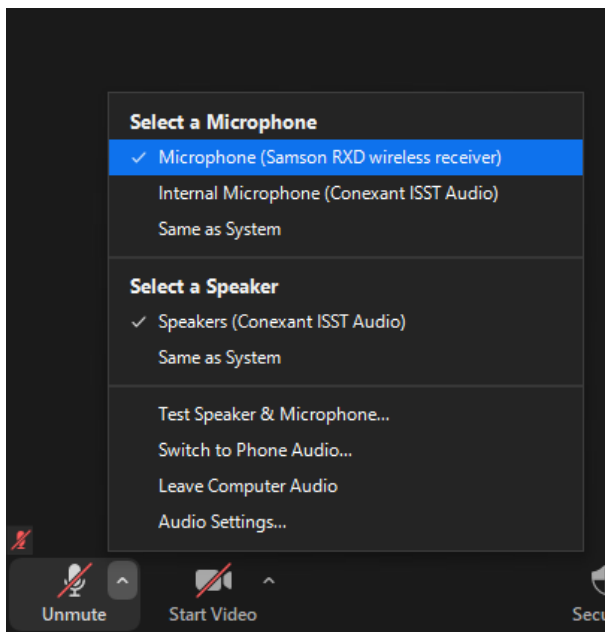 Select a Microphone
Microphone (Samson RXD wireless receiver)
Internal Microphone (Conexant ISST Audio)
Same as System
Select a Speaker
Speakers (Conexant ISST Audio)
Same as System
Test Speaker & Microphone...
Switch to Phone Audio...
Leave Computer Audio
Audio Settings...
Unmute
Start Video